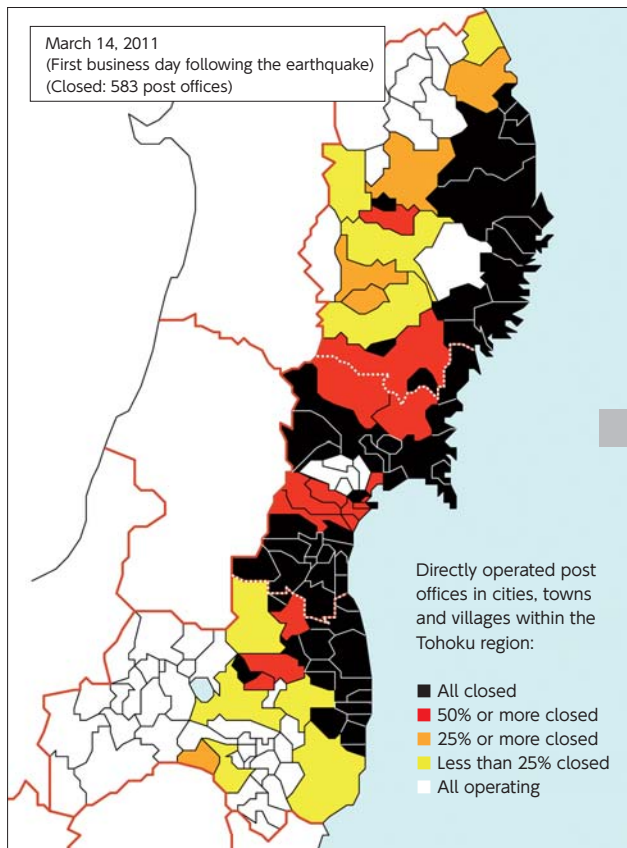 March 14, 2011
(First business day following the earthquake)
(Closed: 583 post offices)
Directly operated post
offices in cities, towns
and villages within the
Tohoku region:
All closed
50% or more closed
25% or more closed
Less than 25% closed
All operating